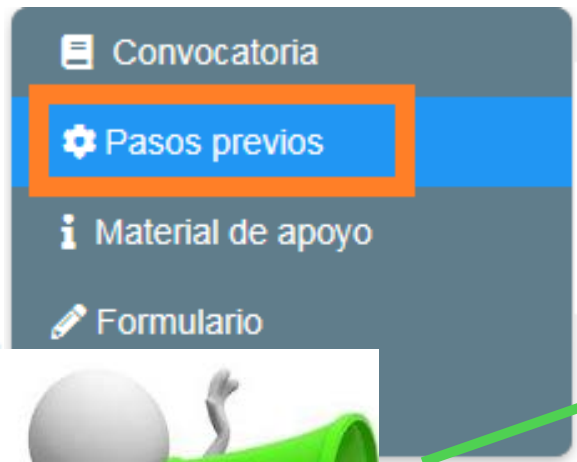 Convocatoria
Pasos previos
Material de apoyo
Formulario